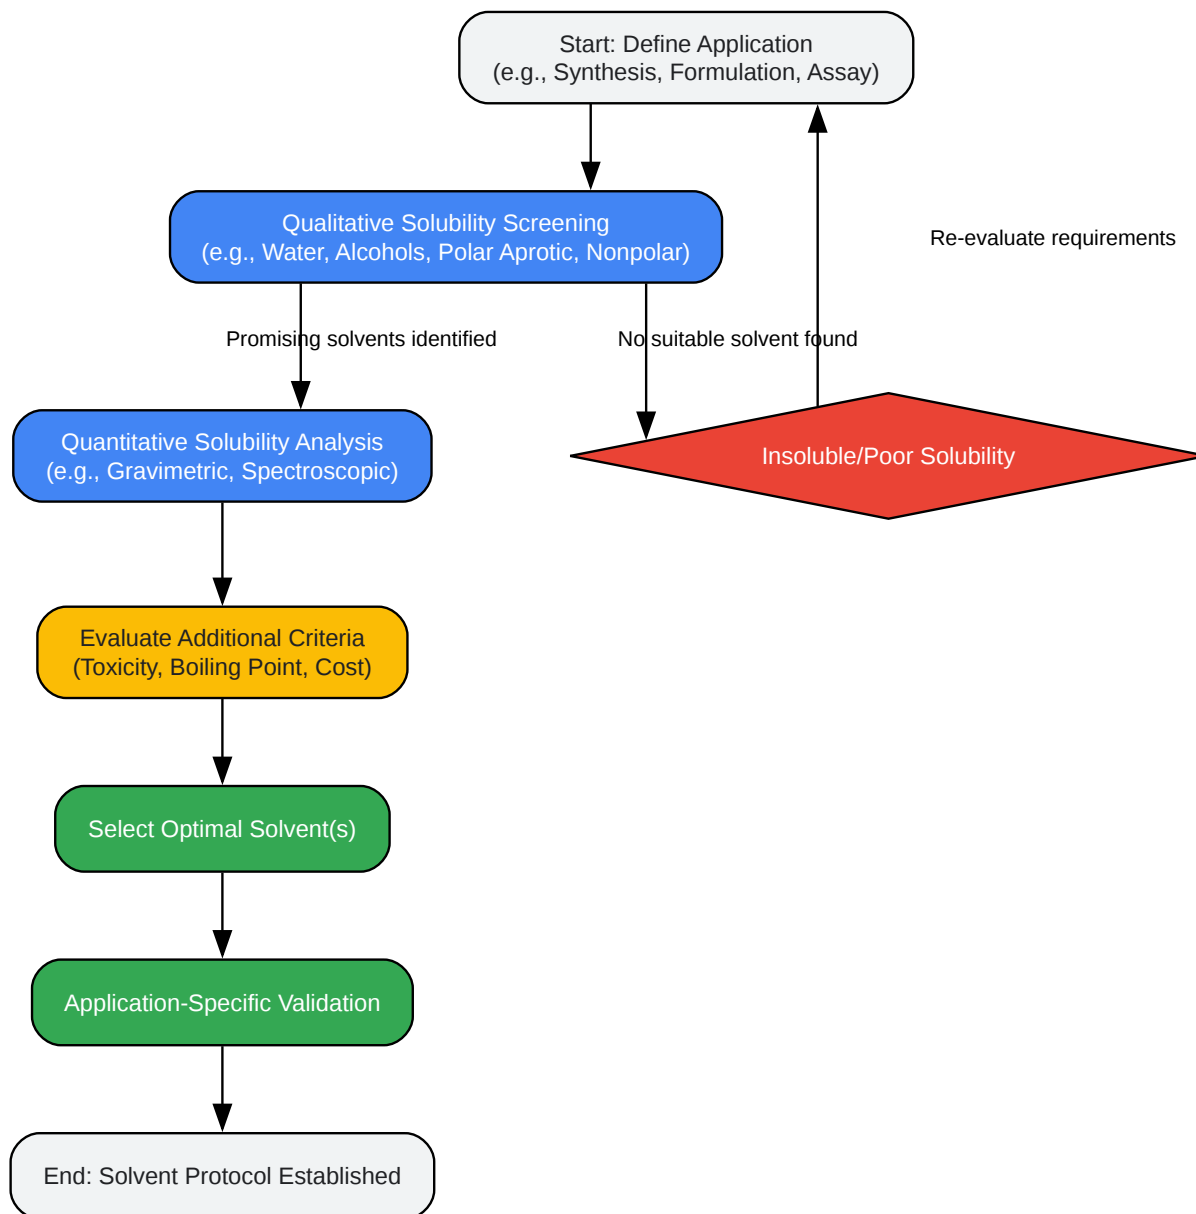 Start: Define Application
(e.g., Synthesis, Formulation, Assay)
Qualitative Solubility Screening
(e.g., Water, Alcohols, Polar Aprotic, Nonpolar)
Re-evaluate requirements
Promising solvents identified
No suitable solvent found
Quantitative Solubility Analysis
(e.g., Gravimetric, Spectroscopic)
Insoluble/Poor Solubility
Evaluate Additional Criteria
(Toxicity, Boiling Point, Cost)
Select Optimal Solvent(s)
Application-Specific Validation
End: Solvent Protocol Established